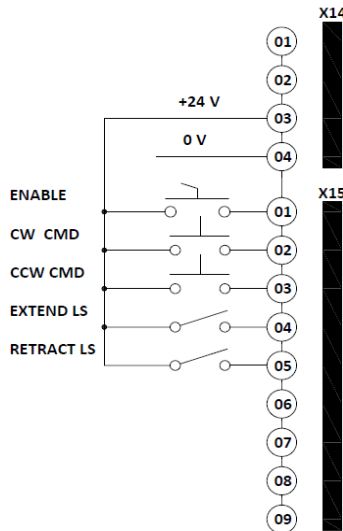 X14
01
02
+24 V
03
0 V
04
X15
ENABLE
01
CW CMD
02
CCW CMD
03
EXTEND LS
04
RETRACT LS
05
06
07
08
09